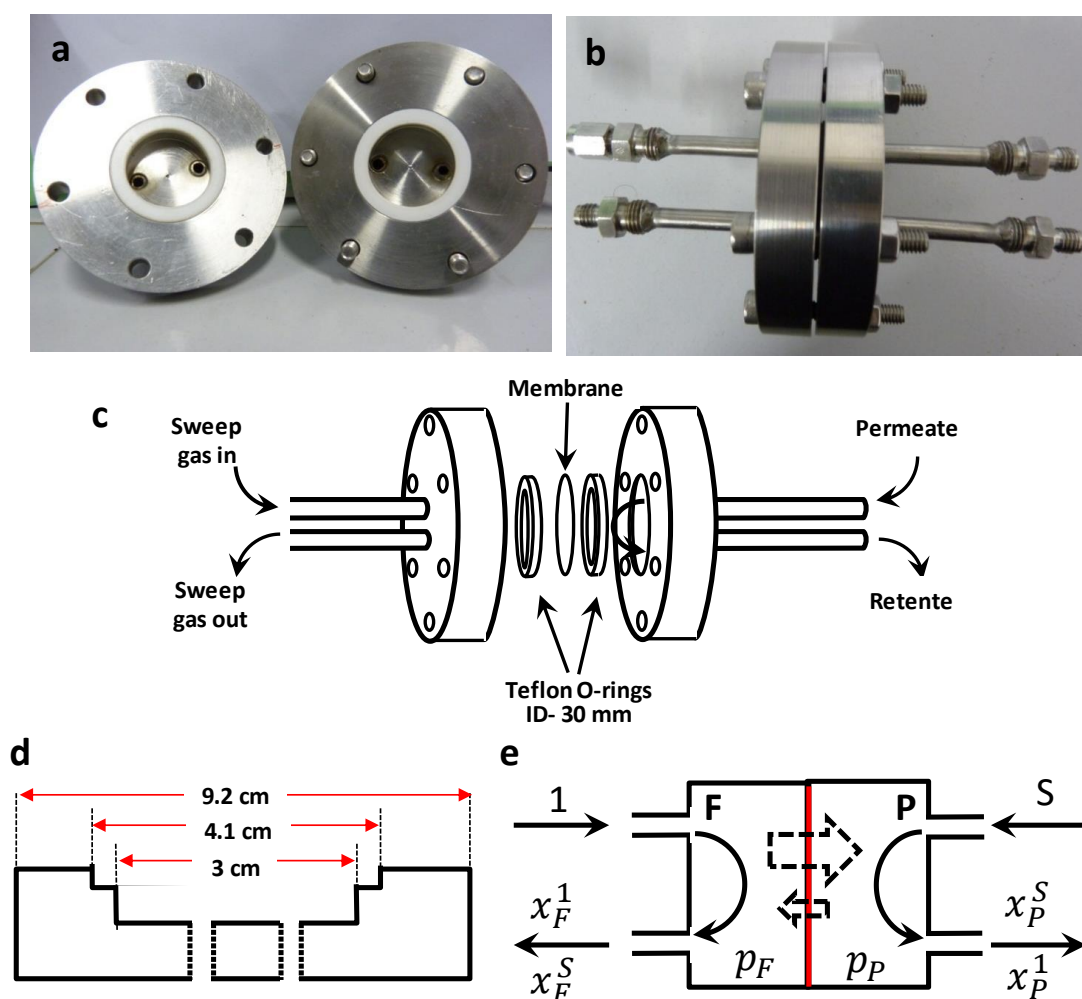 a
b
c
Membrane
Sweep
gas in
Sweep
gas out
Permeate
Retente
Teflon O-rings
ID- 30 mm
d
9.2 cm
4.1 cm
3 cm
e
1
F
P
S
x_F^1
x_F^S
x_P^S
x_P^1
p_F
p_P